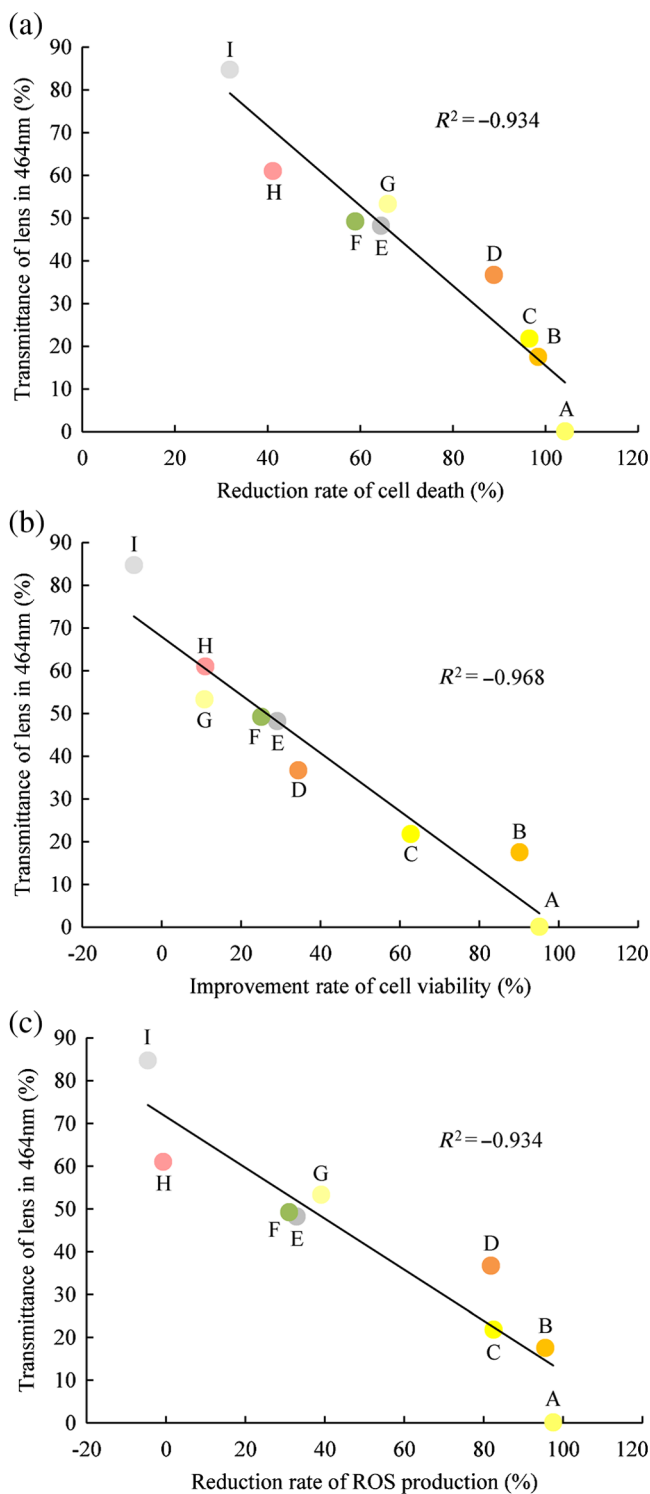 (a)
Transmittance of lens in 464nm (%)
90
80
70
60
50
40
30
20
10
0
I
H
G
F
E
D
C
B
A
R² = −0.934
0 20 40 60 80 100 120
Reduction rate of cell death (%)
(b)
Transmittance of lens in 464nm (%)
90
80
70
60
50
40
30
20
10
0
I
H
G
F
E
D
C
B
A
R² = −0.968
-20 0 20 40 60 80 100 120
Improvement rate of cell viability (%)
(c)
Transmittance of lens in 464nm (%)
90
80
70
60
50
40
30
20
10
0
I
H
G
F
E
D
C
B
A
R² = −0.934
-20 0 20 40 60 80 100 120
Reduction rate of ROS production (%)